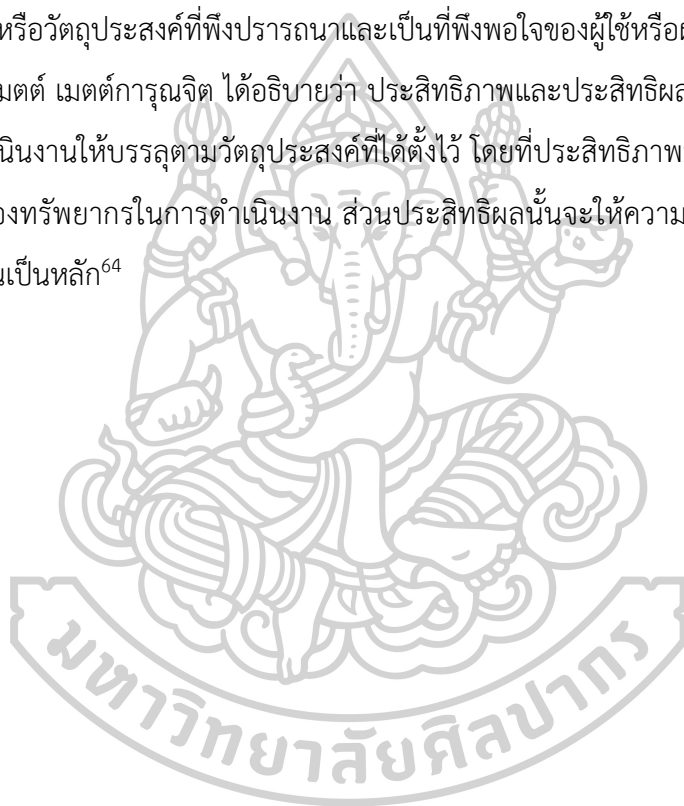 หรือวัตถุประสงค์ที่พึงปรารถนาและเป็นที่พึงพอใจของผู้ใช้หรือ
เมตต์ เมตต์การุณจิต ได้อธิบายว่า ประสิทธิภาพและประสิทธิผล
นินงานให้บรรลุตามวัตถุประสงค์ที่ได้ตั้งไว้ โดยที่ประสิทธิภาพ
องทรัพยากรในการดำเนินงาน ส่วนประสิทธิผลนั้นจะให้ความ
นเป็นหลัก64
มหาวิทยาลัยศิลปากร